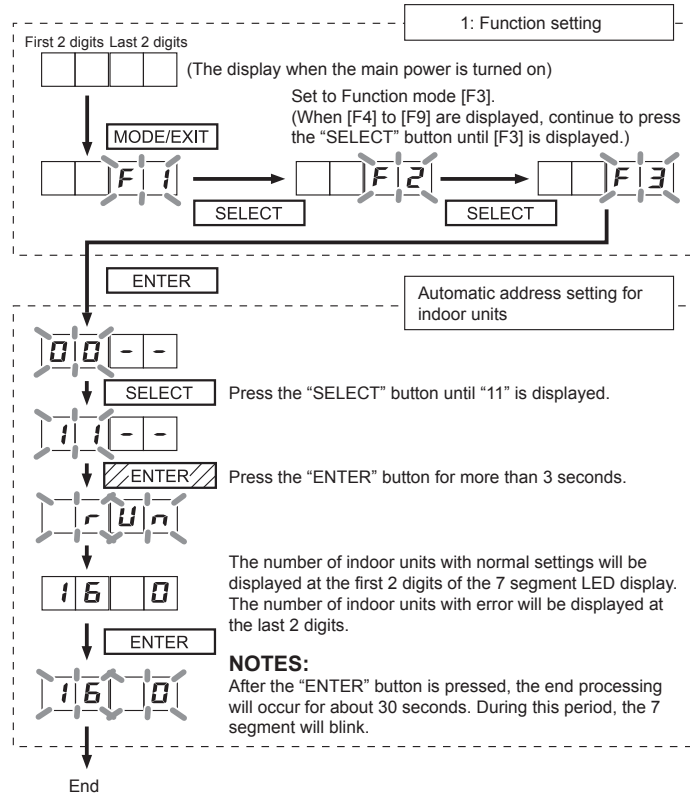 1: Function setting
First 2 digits Last 2 digits
(The display when the main power is turned on)
Set to Function mode [F3].
(When [F4] to [F9] are displayed, continue to press
the “SELECT” button until [F3] is displayed.)
MODE/EXIT
F 1 F 2 F 3
SELECT SELECT
ENTER
Automatic address setting for
indoor units
0 0 - -
SELECT Press the “SELECT” button until “11” is displayed.
1 1 - -
ENTER Press the “ENTER” button for more than 3 seconds.
r U n
The number of indoor units with normal settings will be
displayed at the first 2 digits of the 7 segment LED display.
1 6 0
The number of indoor units with error will be displayed at
the last 2 digits.
ENTER
NOTES:
1 6 0
After the “ENTER” button is pressed, the end processing
will occur for about 30 seconds. During this period, the 7
segment will blink.
End